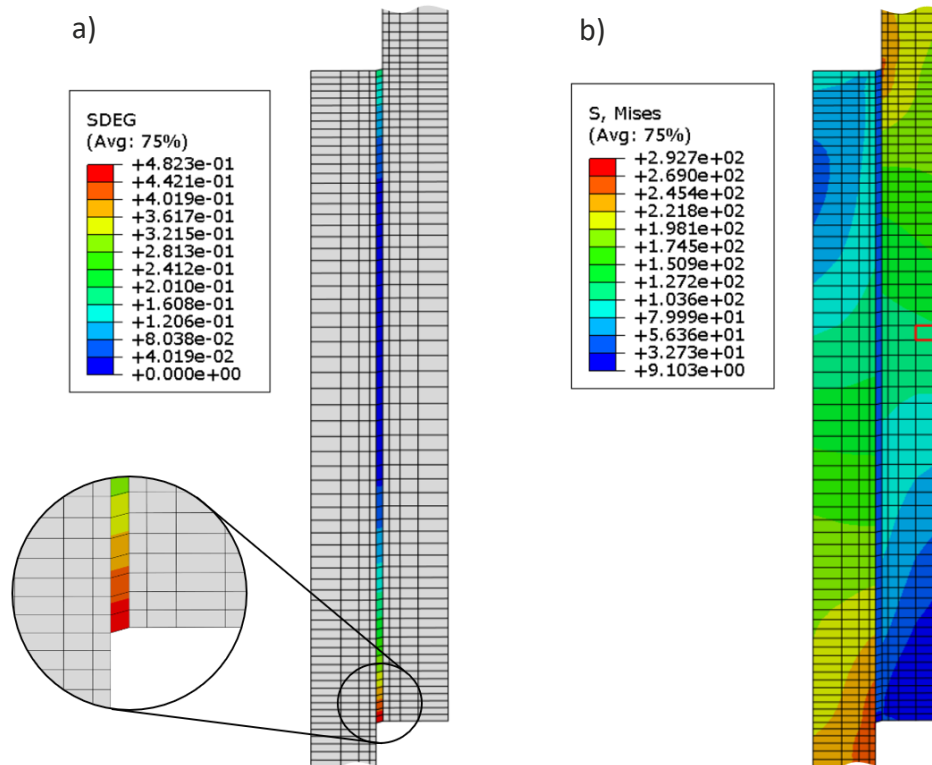 a)
SDEG
(Avg: 75%)
+4.823e-01
+4.421e-01
+4.019e-01
+3.617e-01
+3.215e-01
+2.813e-01
+2.412e-01
+2.010e-01
+1.608e-01
+1.206e-01
+8.038e-02
+4.019e-02
+0.000e+00
b)
S, Mises
(Avg: 75%)
+2.927e+02
+2.690e+02
+2.454e+02
+2.218e+02
+1.981e+02
+1.745e+02
+1.509e+02
+1.272e+02
+1.036e+02
+7.999e+01
+5.636e+01
+3.273e+01
+9.103e+00